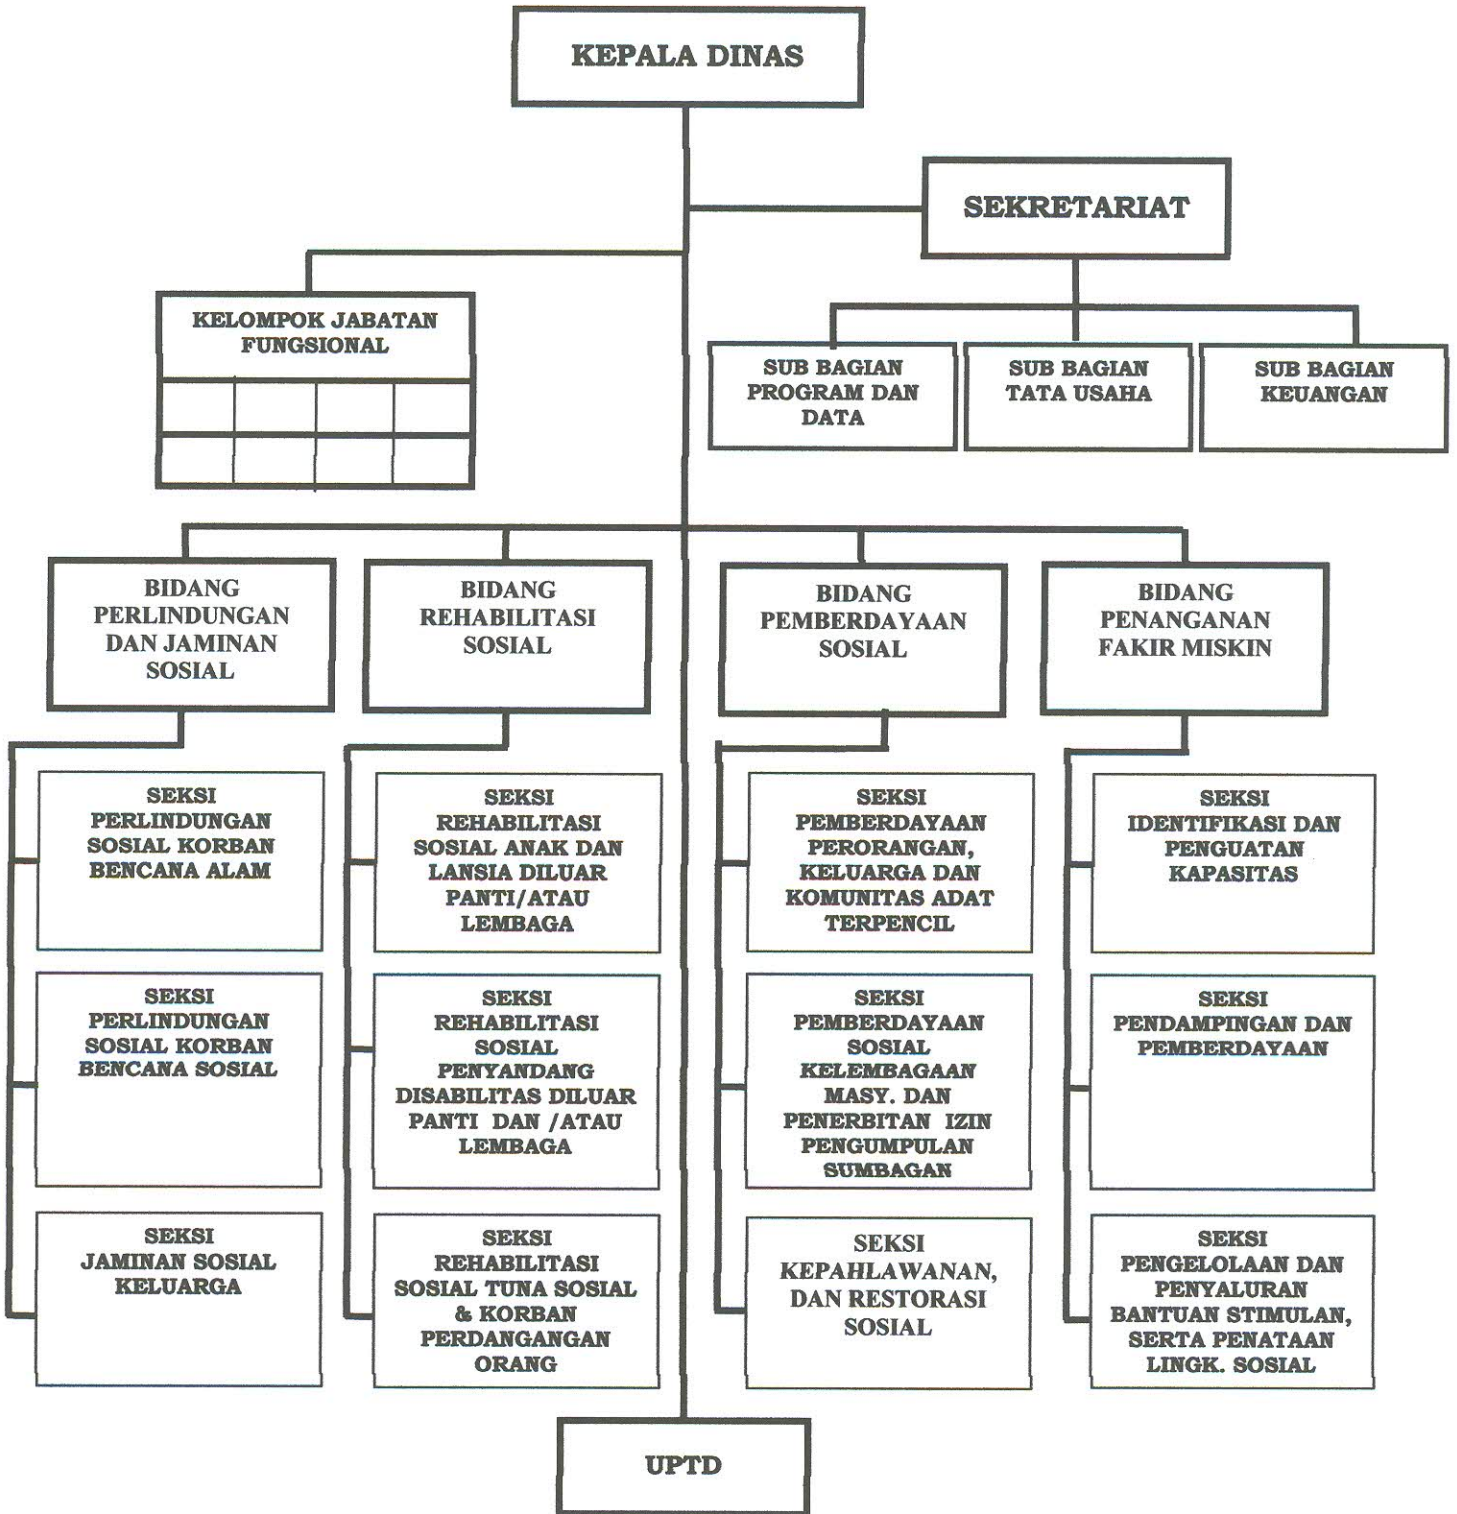 KEPALA DINAS
SEKRETARIAT
KELOMPOK JABATAN
FUNGSIONAL
SUB BAGIAN
PROGRAM DAN
DATA
SUB BAGIAN
TATA USAHA
SUB BAGIAN
KEUANGAN
BIDANG
PERLINDUNGAN
DAN JAMINAN
SOSIAL
BIDANG
REHABILITASI
SOSIAL
BIDANG
PEMBERDAYAAN
SOSIAL
BIDANG
PENANGANAN
FAKIR MISKIN
SEKSI
PERLINDUNGAN
SOSIAL KORBAN
BENCANA ALAM
SEKSI
REHABILITASI
SOSIAL ANAK DAN
LANSIA DILUAR
PANTI/ATAU
LEMBAGA
SEKSI
PEMBERDAYAAN
PERORANGAN,
KELUARGA DAN
KOMUNITAS ADAT
TERPENCIL
SEKSI
IDENTIFIKASI DAN
PENGUATAN
KAPASITAS
SEKSI
PERLINDUNGAN
SOSIAL KORBAN
BENCANA SOSIAL
SEKSI
REHABILITASI
SOSIAL
PENYANDANG
DISABILITAS DILUAR
PANTI DAN /ATAU
LEMBAGA
SEKSI
PEMBERDAYAAN
SOSIAL
KELEMBAGAAN
MASY. DAN
PENERBITAN IZIN
PENGUMPULAN
SUMBAGAN
SEKSI
PENDAMPINGAN DAN
PEMBERDAYAAN
SEKSI
JAMINAN SOSIAL
KELUARGA
SEKSI
REHABILITASI
SOSIAL TUNA SOSIAL
& KORBAN
PERDANGANGAN
ORANG
SEKSI
KEPAHLAWANAN,
DAN RESTORASI
SOSIAL
SEKSI
PENGELOLAAN DAN
PENYALURAN
BANTUAN STIMULAN,
SERTA PENATAAN
LINGK. SOSIAL
UPTD